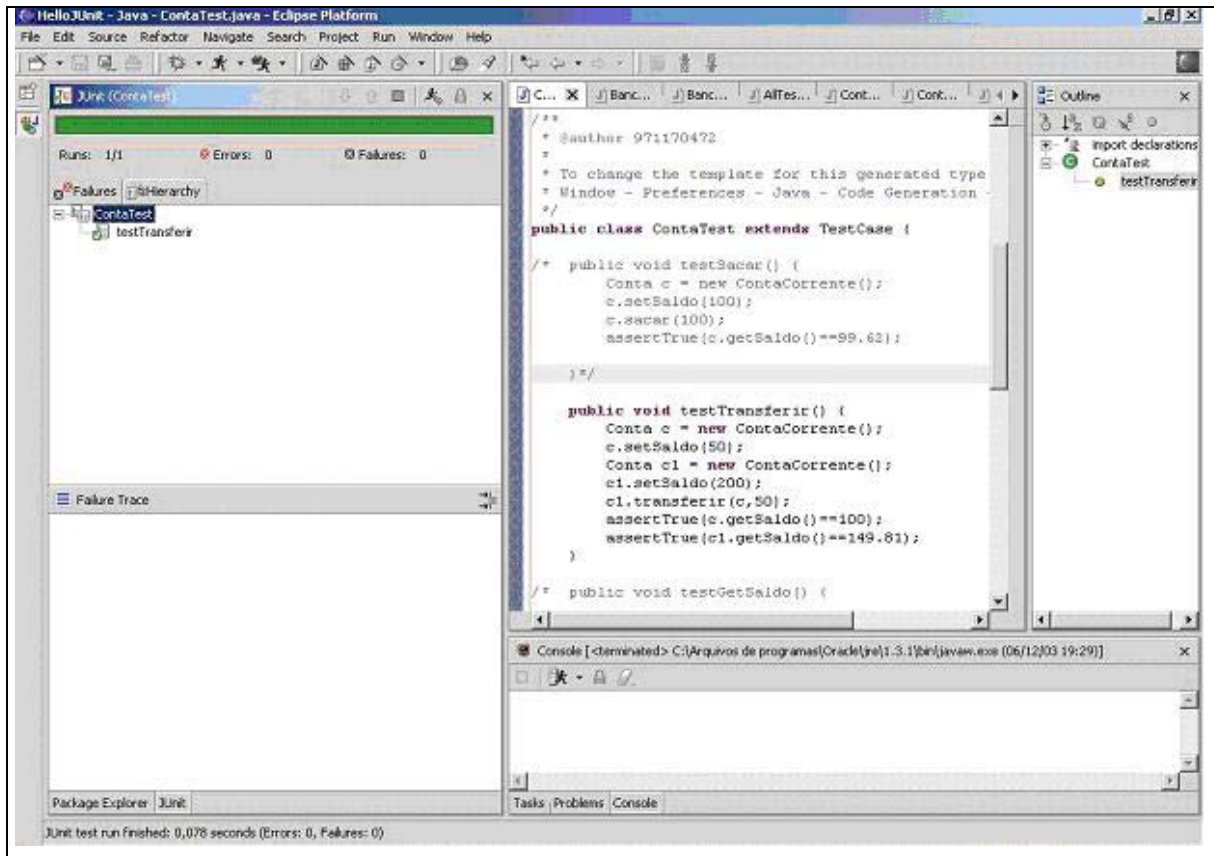 HelloJUnit - Java - ContaTest.java - Eclipse Platform
File Edit Source Refactor Navigate Search Project Run Window Help
JUnit (ContaTest)
Runs: 1/1 Errors: 0 Failures: 0
Failures Hierarchy
ContaTest
testTransferir
Failure Trace
Package Explorer JUnit
C... Banc... Banc... AllTes... Cont... Cont...
/**
* @author 971170472
*
* To change the template for this generated type
* Window - Preferences - Java - Code Generation -
*/
public class ContaTest extends TestCase {
/* public void testSacar() {
Conta c = new ContaCorrente();
c.setSaldo(100);
c.sacar(100);
assertTrue(c.getSaldo()==99.62);
}*/
public void testTransferir() {
Conta c = new ContaCorrente();
c.setSaldo(50);
Conta c1 = new ContaCorrente();
c1.setSaldo(200);
c1.transferir(c,50);
assertTrue(c.getSaldo()==100);
assertTrue(c1.getSaldo()==149.81);
}
/* public void testGetSaldo() {
Outline
import declarations
ContaTest
testTransferir
Console [<terminated> C:\Arquivos de programas\Oracle\jre\1.3.1\bin\javaw.exe (06/12/03 19:29)]
Tasks Problems Console
JUnit test run finished: 0,078 seconds (Errors: 0, Failures: 0)